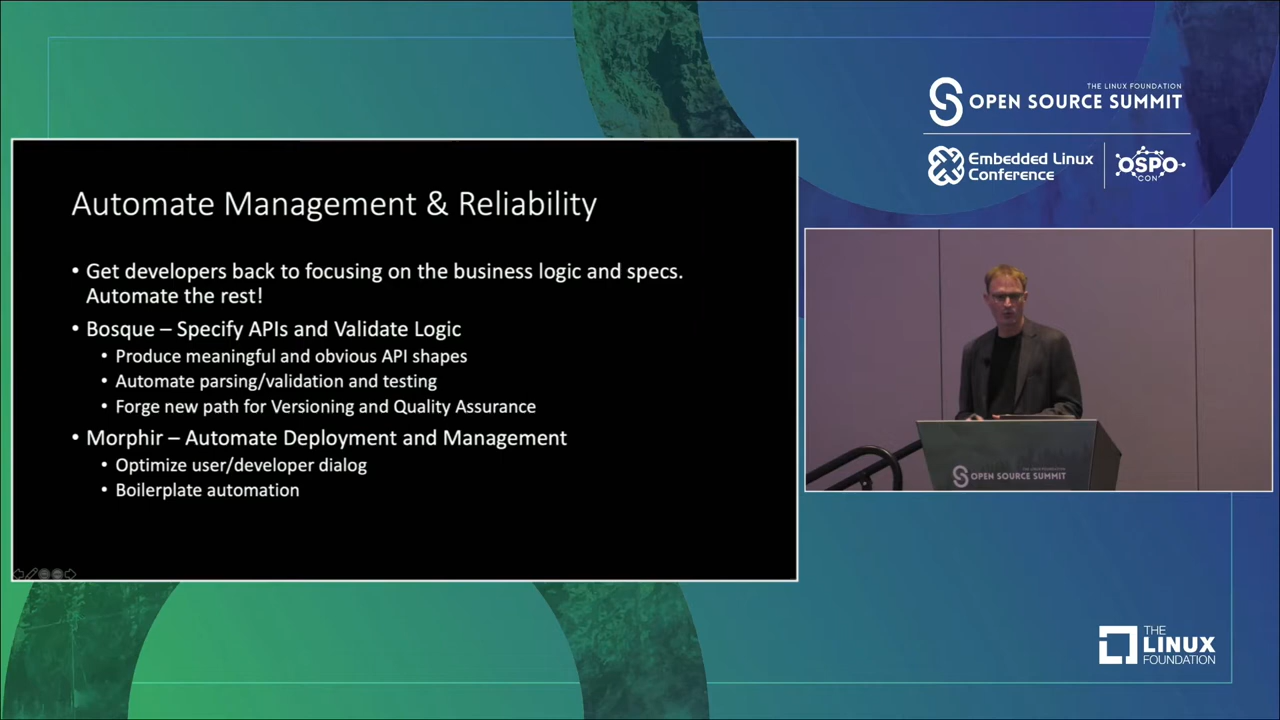 THE LINUX FOUNDATION
OPEN SOURCE SUMMIT
Embedded Linux
Conference
OSPO
CON
Automate Management & Reliability
• Get developers back to focusing on the business logic and specs.
Automate the rest!
• Bosque – Specify APIs and Validate Logic
• Produce meaningful and obvious API shapes
• Automate parsing/validation and testing
• Forge new path for Versioning and Quality Assurance
• Morphir – Automate Deployment and Management
• Optimize user/developer dialog
• Boilerplate automation
THE LINUX FOUNDATION
OPEN SOURCE SUMMIT
THE
LINUX
FOUNDATION